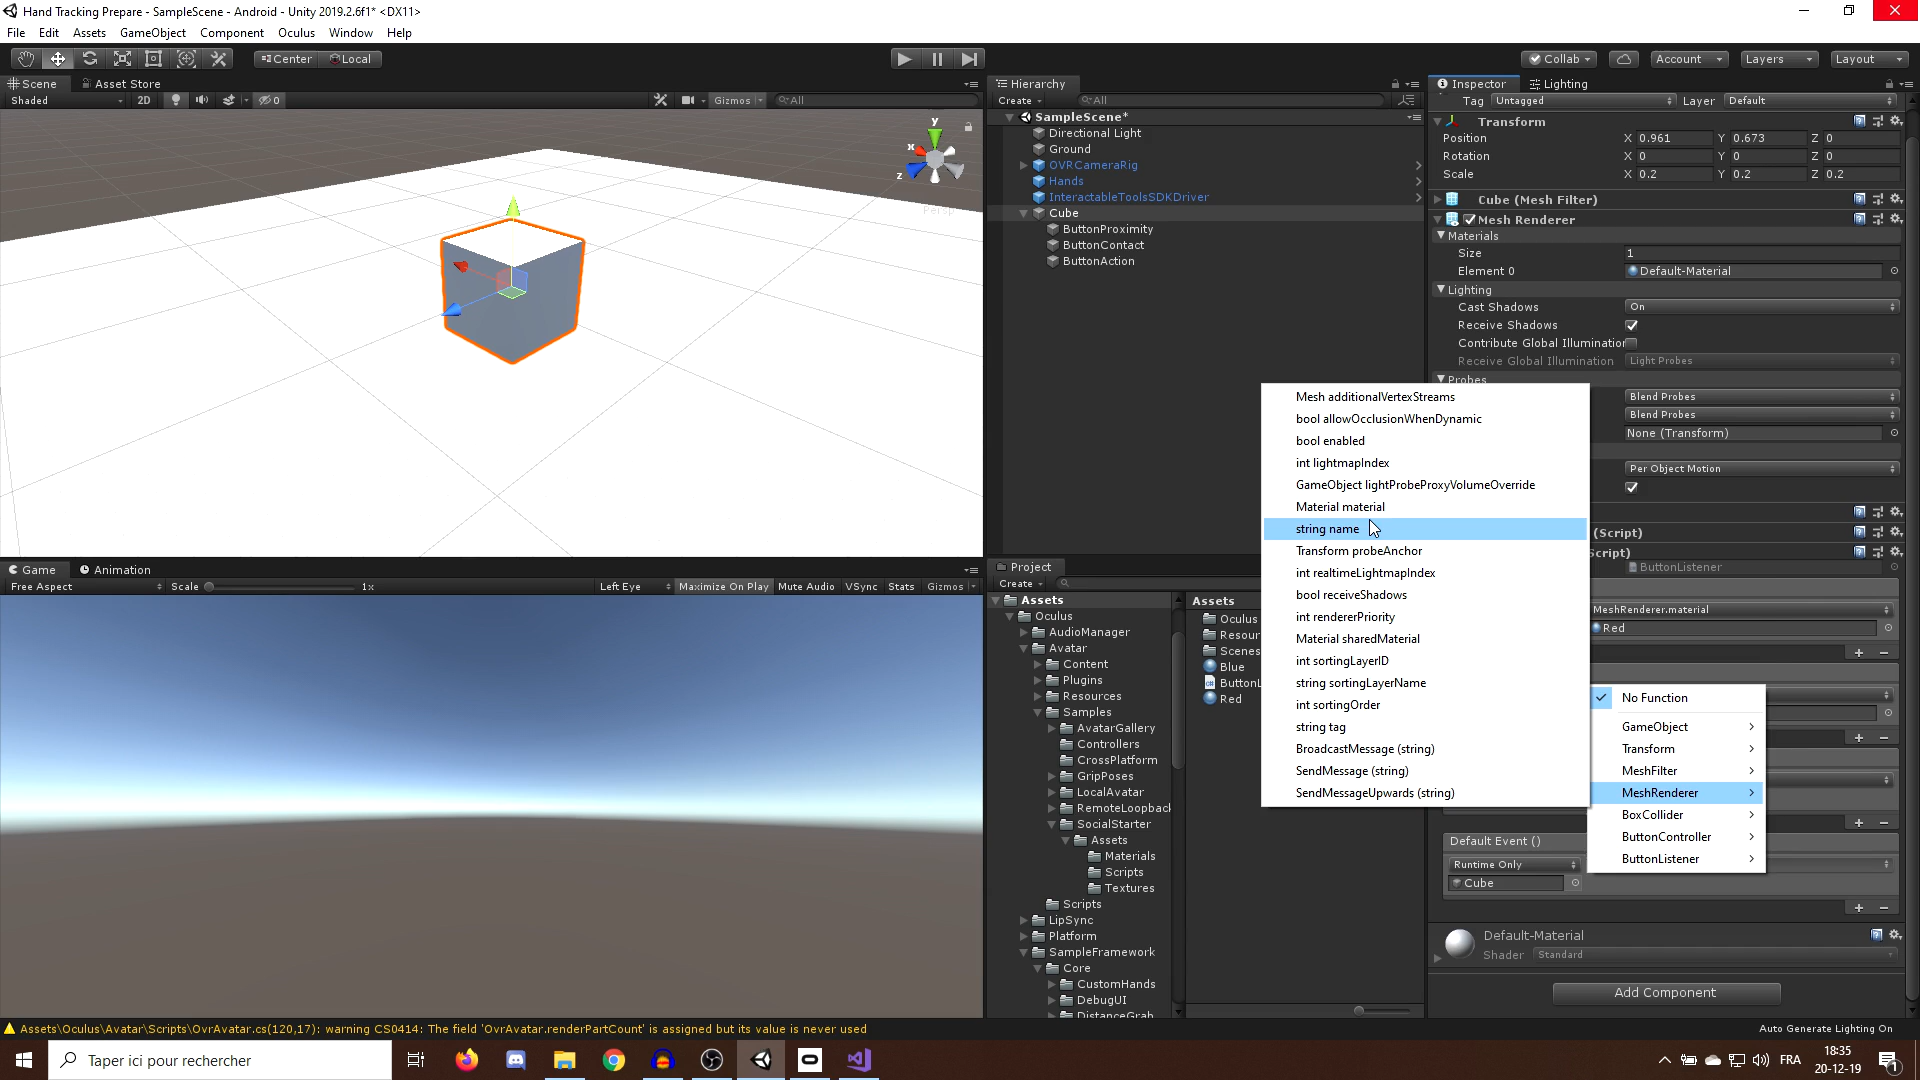 Hand Tracking Prepare - SampleScene - Android - Unity 2019.2.6f1* <DX11>
File Edit Assets GameObject Component Oculus Window Help
Center Local
Collab Account Layers Layout
Scene Asset Store
Shaded 2D 0 Gizmos All
y
x
z
Persp
Game Animation
Free Aspect Scale 1x Left Eye Maximize On Play Mute Audio VSync Stats Gizmos
Hierarchy
Create All
SampleScene*
Directional Light
Ground
OVRCameraRig
Hands
InteractableToolsSDKDriver
Cube
ButtonProximity
ButtonContact
ButtonAction
Project
Create
Assets
Oculus
AudioManager
Avatar
Content
Plugins
Resources
Samples
AvatarGallery
Controllers
CrossPlatform
GripPoses
LocalAvatar
RemoteLoopback
SocialStarter
Assets
Materials
Scripts
Textures
Scripts
LipSync
Platform
SampleFramework
Core
CustomHands
DebugUI
DistanceGrab
Assets
Oculus
Resour
Scenes
Blue
ButtonL
Red
Inspector Lighting
Tag Untagged Layer Default
Transform
Position X 0.961 Y 0.673 Z 0
Rotation X 0 Y 0 Z 0
Scale X 0.2 Y 0.2 Z 0.2
Cube (Mesh Filter)
Mesh Renderer
Materials
Size 1
Element 0 Default-Material
Lighting
Cast Shadows On
Receive Shadows
Contribute Global Illumination
Receive Global Illumination Light Probes
Probes
Blend Probes
Blend Probes
None (Transform)
Per Object Motion
(Script)
Script)
ButtonListener
MeshRenderer.material
Red
Mesh additionalVertexStreams
bool allowOcclusionWhenDynamic
bool enabled
int lightmapIndex
GameObject lightProbeProxyVolumeOverride
Material material
string name
Transform probeAnchor
int realtimeLightmapIndex
bool receiveShadows
int rendererPriority
Material sharedMaterial
int sortingLayerID
string sortingLayerName
int sortingOrder
string tag
BroadcastMessage (string)
SendMessage (string)
SendMessageUpwards (string)
No Function
GameObject
Transform
MeshFilter
MeshRenderer
BoxCollider
ButtonController
ButtonListener
Default Event ()
Runtime Only
Cube
Default-Material
Shader Standard
Add Component
Assets\Oculus\Avatar\Scripts\OvrAvatar.cs(120,17): warning CS0414: The field 'OvrAvatar.renderPartCount' is assigned but its value is never used
Auto Generate Lighting On
Taper ici pour rechercher
FRA
18:35
20-12-19
1